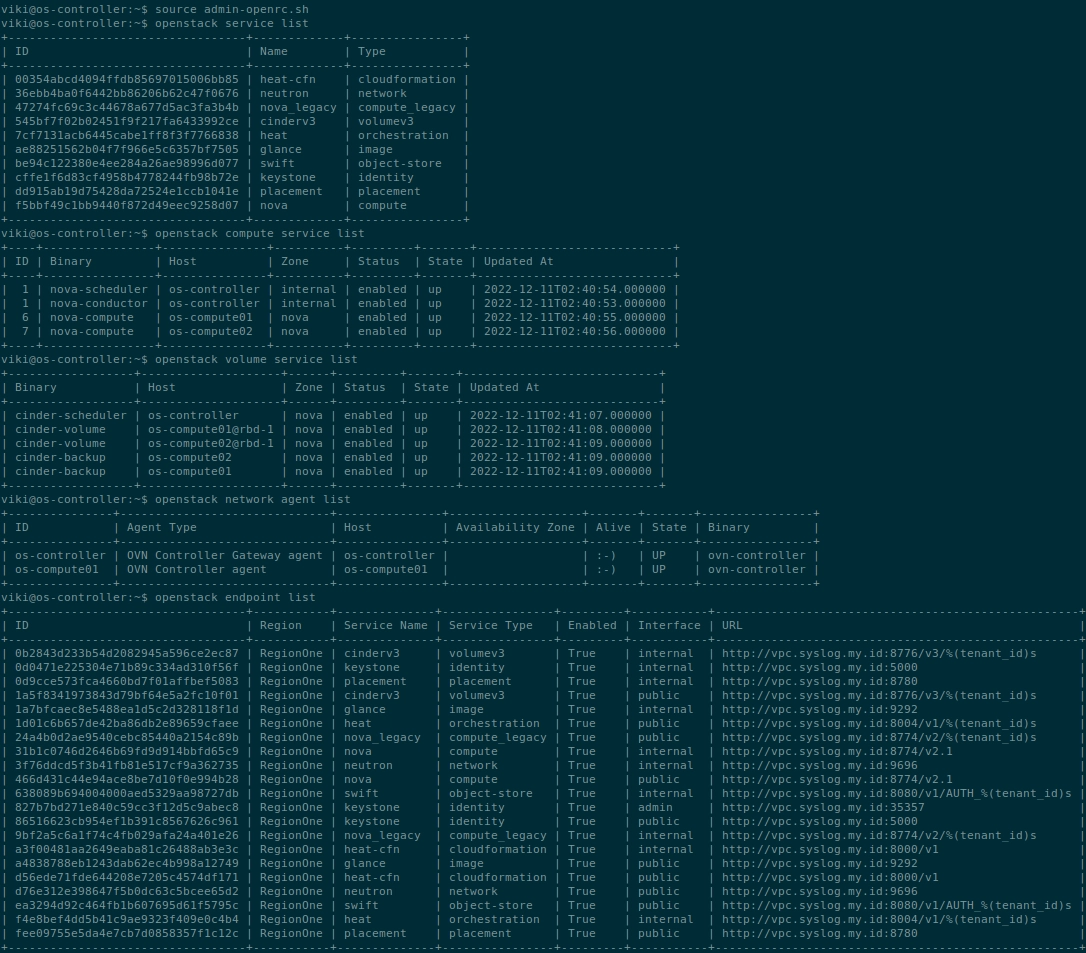 viki@os-controller:~$ source admin-openrc.sh
viki@os-controller:~$ openstack service list
+----------------------------------+-------------+----------------+
| ID                               | Name        | Type           |
+----------------------------------+-------------+----------------+
| 00354abcd4094ffdb85697015006bb85 | heat-cfn    | cloudformation |
| 36ebb4ba0f6442bb86206b62c47f0676 | neutron     | network        |
| 47274fc69c3c44678a677d5ac3fa3b4b | nova_legacy | compute_legacy |
| 545bf7f02b02451f9f217fa6433992ce | cinderv3    | volumev3       |
| 7cf7131acb6445cabe1ff8f3f7766838 | heat        | orchestration  |
| ae88251562b04f7f966e5c6357bf7505 | glance      | image          |
| be94c122380e4ee284a26ae98996d077 | swift       | object-store   |
| cffe1f6d83cf4958b4778244fb98b72e | keystone    | identity       |
| dd915ab19d75428da72524e1ccb1041e | placement   | placement      |
| f5bbf49c1bb9440f872d49eec9258d07 | nova        | compute        |
+----------------------------------+-------------+----------------+
viki@os-controller:~$ openstack compute service list
+----+----------------+---------------+----------+---------+-------+----------------------------+
| ID | Binary         | Host          | Zone     | Status  | State | Updated At                 |
+----+----------------+---------------+----------+---------+-------+----------------------------+
|  1 | nova-scheduler | os-controller | internal | enabled | up    | 2022-12-11T02:40:54.000000 |
|  1 | nova-conductor | os-controller | internal | enabled | up    | 2022-12-11T02:40:53.000000 |
|  6 | nova-compute   | os-compute01  | nova     | enabled | up    | 2022-12-11T02:40:55.000000 |
|  7 | nova-compute   | os-compute02  | nova     | enabled | up    | 2022-12-11T02:40:56.000000 |
+----+----------------+---------------+----------+---------+-------+----------------------------+
viki@os-controller:~$ openstack volume service list
+------------------+--------------------+------+---------+-------+----------------------------+
| Binary           | Host               | Zone | Status  | State | Updated At                 |
+------------------+--------------------+------+---------+-------+----------------------------+
| cinder-scheduler | os-controller      | nova | enabled | up    | 2022-12-11T02:41:07.000000 |
| cinder-volume    | os-compute01@rbd-1 | nova | enabled | up    | 2022-12-11T02:41:08.000000 |
| cinder-volume    | os-compute02@rbd-1 | nova | enabled | up    | 2022-12-11T02:41:09.000000 |
| cinder-backup    | os-compute02       | nova | enabled | up    | 2022-12-11T02:41:09.000000 |
| cinder-backup    | os-compute01       | nova | enabled | up    | 2022-12-11T02:41:09.000000 |
+------------------+--------------------+------+---------+-------+----------------------------+
viki@os-controller:~$ openstack network agent list
+---------------+------------------------------+---------------+-------------------+-------+-------+----------------+
| ID            | Agent Type                   | Host          | Availability Zone | Alive | State | Binary         |
+---------------+------------------------------+---------------+-------------------+-------+-------+----------------+
| os-controller | OVN Controller Gateway agent | os-controller |                   | :-)   | UP    | ovn-controller |
| os-compute01  | OVN Controller agent         | os-compute01  |                   | :-)   | UP    | ovn-controller |
+---------------+------------------------------+---------------+-------------------+-------+-------+----------------+
viki@os-controller:~$ openstack endpoint list
+----------------------------------+-----------+--------------+----------------+---------+-----------+----------------------------------------------------+
| ID                               | Region    | Service Name | Service Type   | Enabled | Interface | URL                                                |
+----------------------------------+-----------+--------------+----------------+---------+-----------+----------------------------------------------------+
| 0b2843d233b54d2082945a596ce2ec87 | RegionOne | cinderv3     | volumev3       | True    | internal  | http://vpc.syslog.my.id:8776/v3/%(tenant_id)s      |
| 0d0471e225304e71b89c334ad310f56f | RegionOne | keystone     | identity       | True    | internal  | http://vpc.syslog.my.id:5000                       |
| 0d9cce573fca4660bd7f01affbef5083 | RegionOne | placement    | placement      | True    | internal  | http://vpc.syslog.my.id:8780                       |
| 1a5f8341973843d79bf64e5a2fc10f01 | RegionOne | cinderv3     | volumev3       | True    | public    | http://vpc.syslog.my.id:8776/v3/%(tenant_id)s      |
| 1a7bfcaec8e5488ea1d5c2d328118f1d | RegionOne | glance       | image          | True    | internal  | http://vpc.syslog.my.id:9292                       |
| 1d01c6b657de42ba86db2e89659cfaee | RegionOne | heat         | orchestration  | True    | public    | http://vpc.syslog.my.id:8004/v1/%(tenant_id)s      |
| 24a4b0d2ae9540cebc85440a2154c89b | RegionOne | nova_legacy  | compute_legacy | True    | public    | http://vpc.syslog.my.id:8774/v2/%(tenant_id)s      |
| 31b1c0746d2646b69fd9d914bbfd65c9 | RegionOne | nova         | compute        | True    | internal  | http://vpc.syslog.my.id:8774/v2.1                  |
| 3f76ddcd5f3b41fb81e517cf9a362735 | RegionOne | neutron      | network        | True    | internal  | http://vpc.syslog.my.id:9696                       |
| 466d431c44e94ace8be7d10f0e994b28 | RegionOne | nova         | compute        | True    | public    | http://vpc.syslog.my.id:8774/v2.1                  |
| 638089b694004000aed5329aa98727db | RegionOne | swift        | object-store   | True    | internal  | http://vpc.syslog.my.id:8080/v1/AUTH_%(tenant_id)s |
| 827b7bd271e840c59cc3f12d5c9abec8 | RegionOne | keystone     | identity       | True    | admin     | http://vpc.syslog.my.id:35357                      |
| 86516623cb954ef1b391c8567626c961 | RegionOne | keystone     | identity       | True    | public    | http://vpc.syslog.my.id:5000                       |
| 9bf2a5c6a1f74c4fb029afa24a401e26 | RegionOne | nova_legacy  | compute_legacy | True    | internal  | http://vpc.syslog.my.id:8774/v2/%(tenant_id)s      |
| a3f00481aa2649eaba81c26488ab3e3c | RegionOne | heat-cfn     | cloudformation | True    | internal  | http://vpc.syslog.my.id:8000/v1                    |
| a4838788eb1243dab62ec4b998a12749 | RegionOne | glance       | image          | True    | public    | http://vpc.syslog.my.id:9292                       |
| d56ede71fde644208e7205c4574df171 | RegionOne | heat-cfn     | cloudformation | True    | public    | http://vpc.syslog.my.id:8000/v1                    |
| d76e312e398647f5b0dc63c5bcee65d2 | RegionOne | neutron      | network        | True    | public    | http://vpc.syslog.my.id:9696                       |
| ea3294d92c464fb1b607695d61f5795c | RegionOne | swift        | object-store   | True    | public    | http://vpc.syslog.my.id:8080/v1/AUTH_%(tenant_id)s |
| f4e8bef4dd5b41c9ae9323f409e0c4b4 | RegionOne | heat         | orchestration  | True    | internal  | http://vpc.syslog.my.id:8004/v1/%(tenant_id)s      |
| fee09755e5da4e7cb7d0858357f1c12c | RegionOne | placement    | placement      | True    | public    | http://vpc.syslog.my.id:8780                       |
+----------------------------------+-----------+--------------+----------------+---------+-----------+----------------------------------------------------+